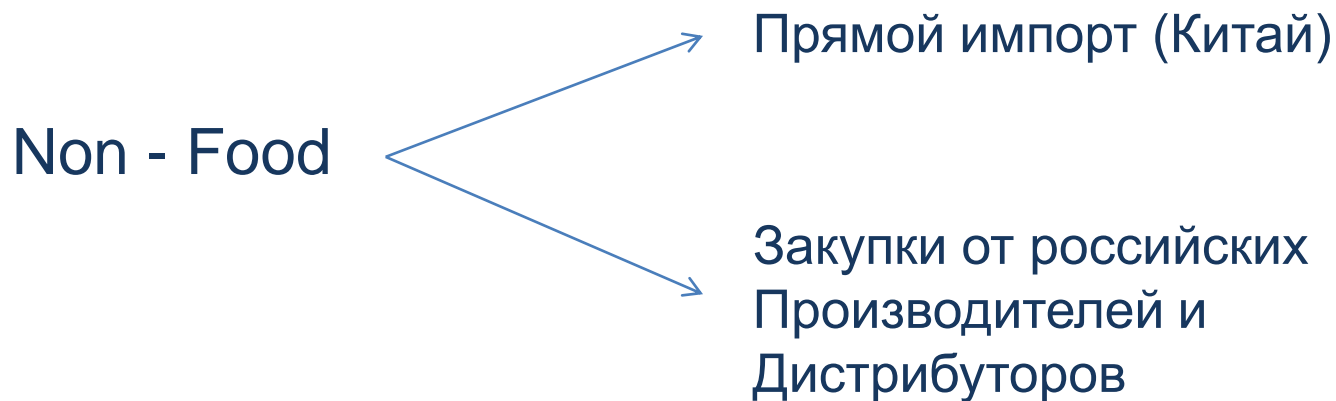 Прямой импорт (Китай)
Non - Food
Закупки от российских
Производителей и
Дистрибуторов